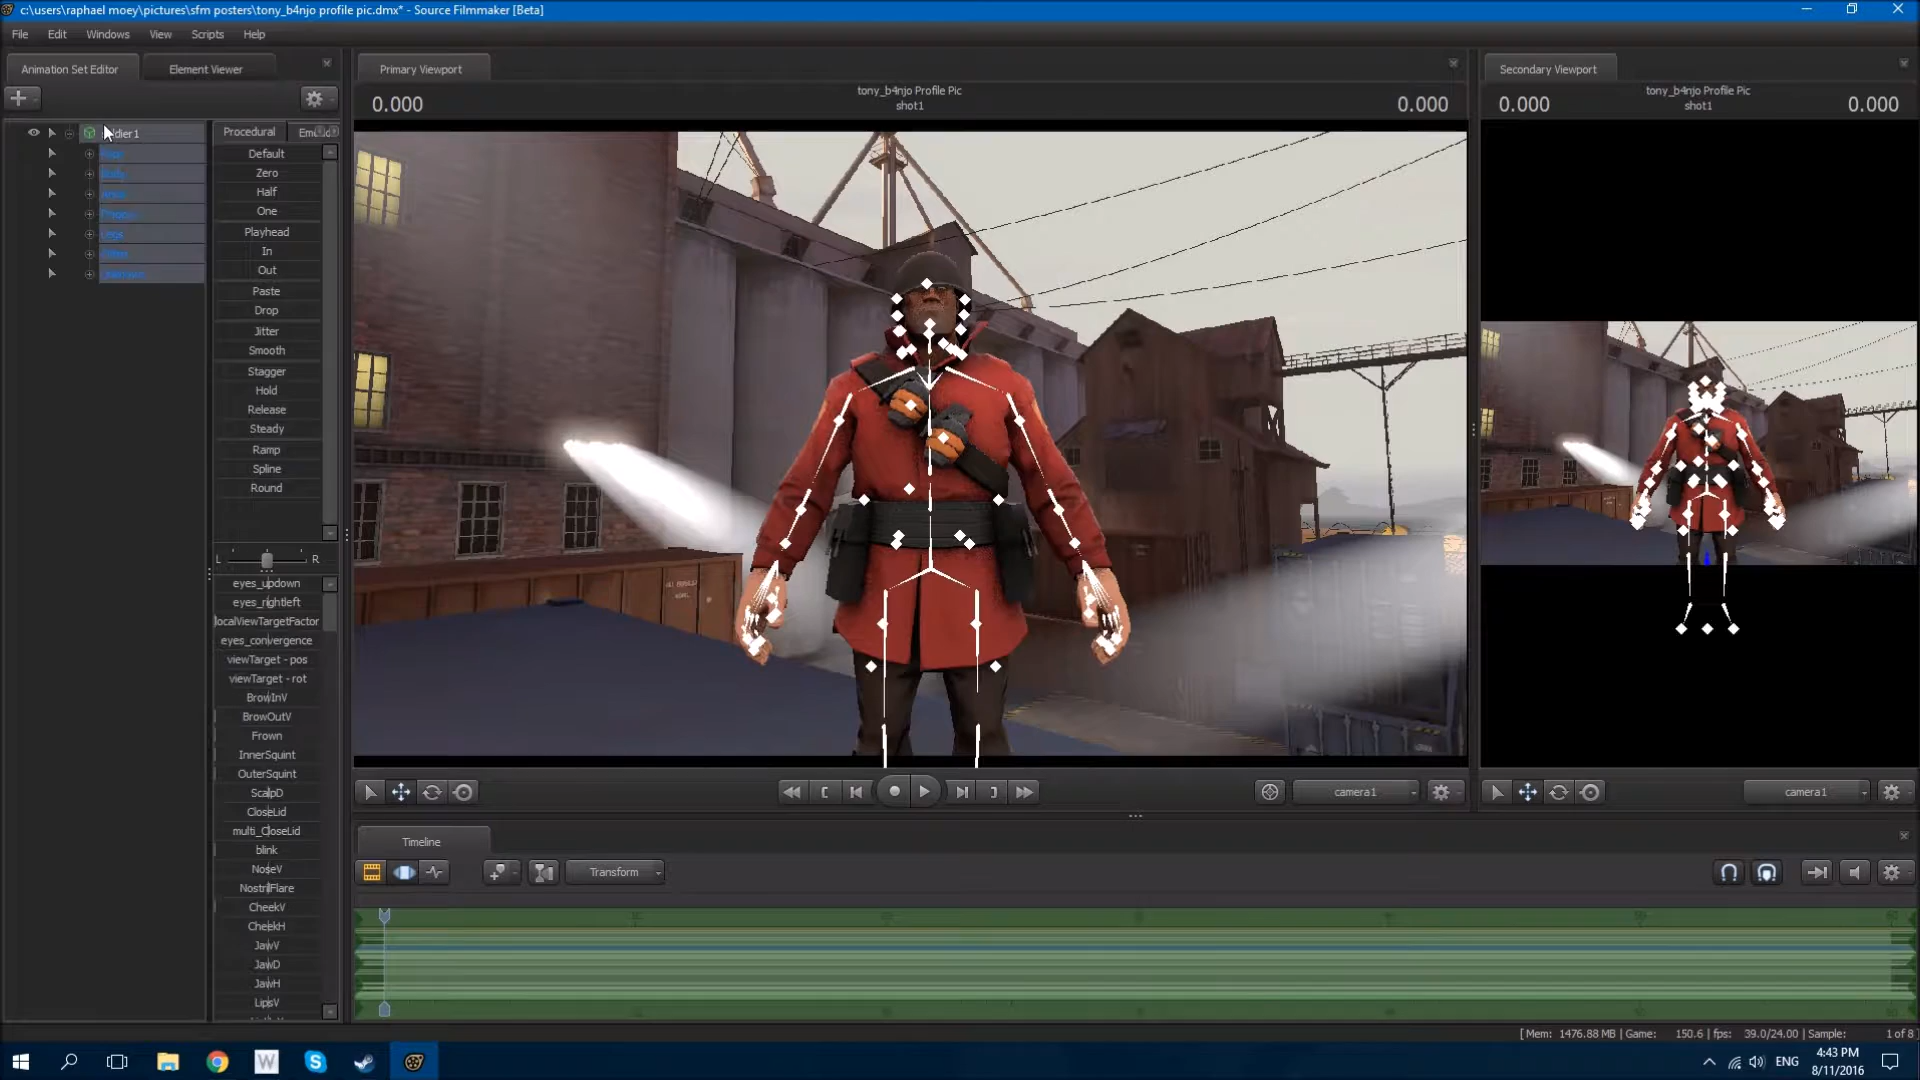 c:\users\raphael moey\pictures\sfm posters\tony_b4njo profile pic.dmx* - Source Filmmaker [Beta]
File Edit Windows View Scripts Help
Animation Set Editor Element Viewer
Primary Viewport
Secondary Viewport
0.000
tony_b4njo Profile Pic
shot1
0.000
0.000
tony_b4njo Profile Pic
shot1
0.000
Procedural
Default
Zero
Half
One
Playhead
In
Out
Paste
Drop
Jitter
Smooth
Stagger
Hold
Release
Steady
Ramp
Spline
Round
L R
eyes_updown
eyes_rightleft
localViewTargetFactor
eyes_convergence
viewTarget - pos
viewTarget - rot
BrowInV
BrowOutV
Frown
InnerSquint
OuterSquint
ScalpD
CloseLid
multi_CloseLid
blink
NoseV
NostrilFlare
CheekV
CheekH
JawV
JawD
JawH
LipsV
camera1
camera1
Timeline
Transform
[ Mem: 1476.88 MB | Game: 150.6 | fps: 39.0/24.00 | Sample: 1 of 8
ENG
4:43 PM
8/11/2016